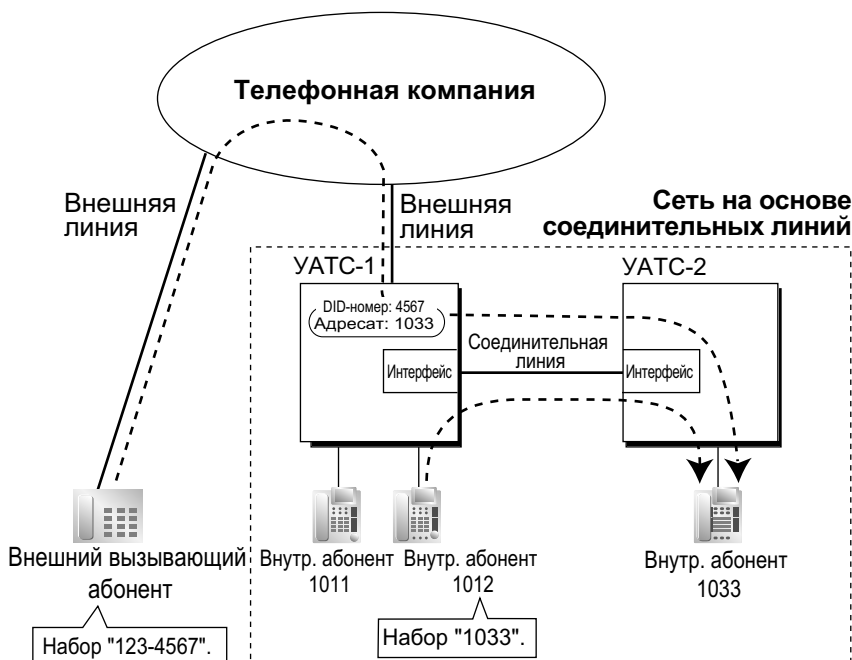 Телефонная компания
Внешняя
линия
Внешняя
линия
Сеть на основе
соединительных линий
УАТС-1
УАТС-2
DID-номер: 4567
Адресат: 1033
Соединительная
линия
Интерфейс
Интерфейс
Внешний вызывающий
абонент
Внутр. абонент
1011
Внутр. абонент
1012
Внутр. абонент
1033
Набор "123-4567".
Набор "1033".